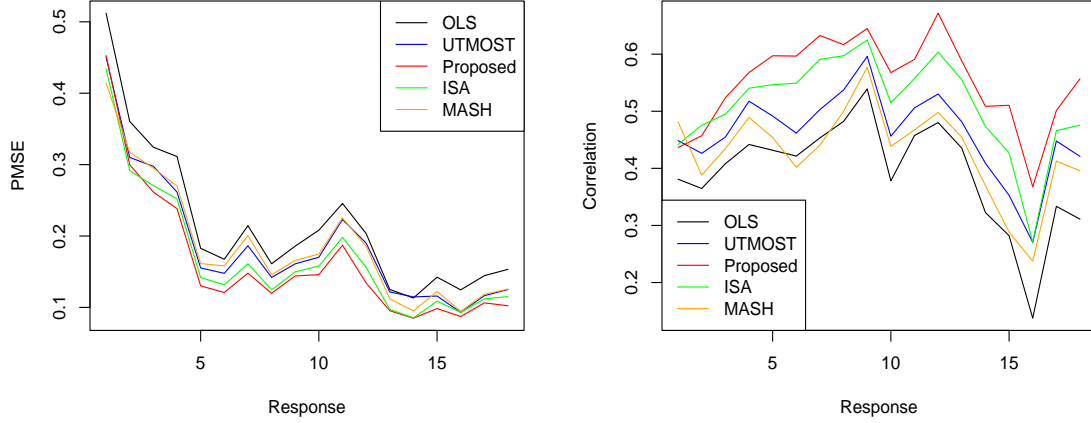 PMSE
0.5
0.4
0.3
0.2
0.1
5
10
15
Response
OLS
UTMOST
Proposed
ISA
MASH
Correlation
0.6
0.5
0.4
0.3
0.2
OLS
UTMOST
Proposed
ISA
MASH
5
10
15
Response